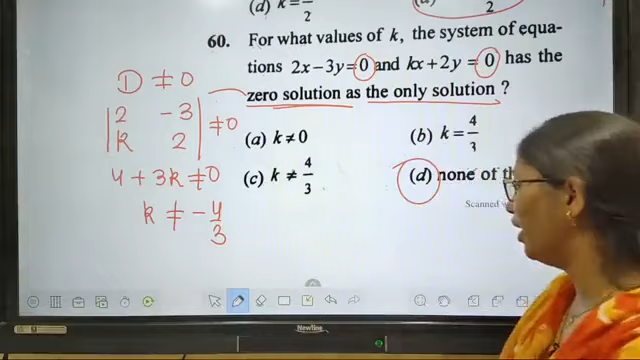 (d) k = /2
2
60. For what values of k, the system of equa-
tions 2x – 3y = 0 and kx + 2y = 0 has the
zero solution as the only solution ?
(a) k ≠ 0
(b) k = 4/3
(c) k ≠ 4/3
(d) none of
Scanned
D ≠ 0
|2 -3|
|k 2| ≠ 0
4 + 3k ≠ 0
k ≠ - 4/3
Newline